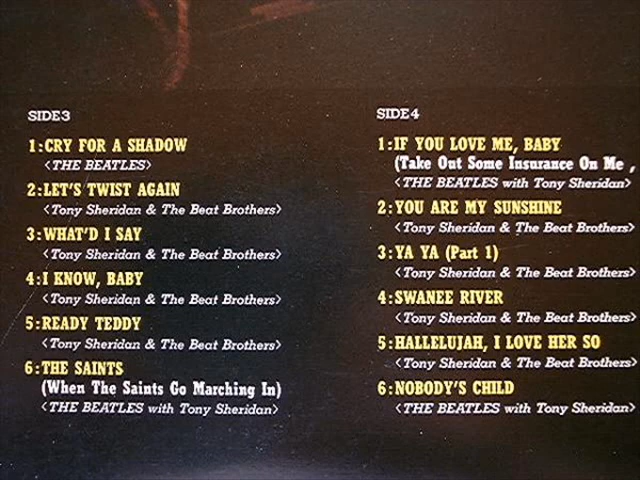 SIDE3
1:CRY FOR A SHADOW
<THE BEATLES>
2:LET'S TWIST AGAIN
<Tony Sheridan & The Beat Brothers>
3:WHAT'D I SAY
<Tony Sheridan & The Beat Brothers>
4:I KNOW, BABY
<Tony Sheridan & The Beat Brothers>
5:READY TEDDY
<Tony Sheridan & The Beat Brothers>
6:THE SAINTS
(When The Saints Go Marching In)
<THE BEATLES with Tony Sheridan>
SIDE4
1:IF YOU LOVE ME, BABY
(Take Out Some Insurance On Me ,
<THE BEATLES with Tony Sheridan>
2:YOU ARE MY SUNSHINE
<Tony Sheridan & The Beat Brothers>
3:YA YA (Part 1)
<Tony Sheridan & The Beat Brothers>
4:SWANEE RIVER
<Tony Sheridan & The Beat Brothers>
5:HALLELUJAH, I LOVE HER SO
<Tony Sheridan & The Beat Brothers>
6:NOBODY'S CHILD
<THE BEATLES with Tony Sheridan>